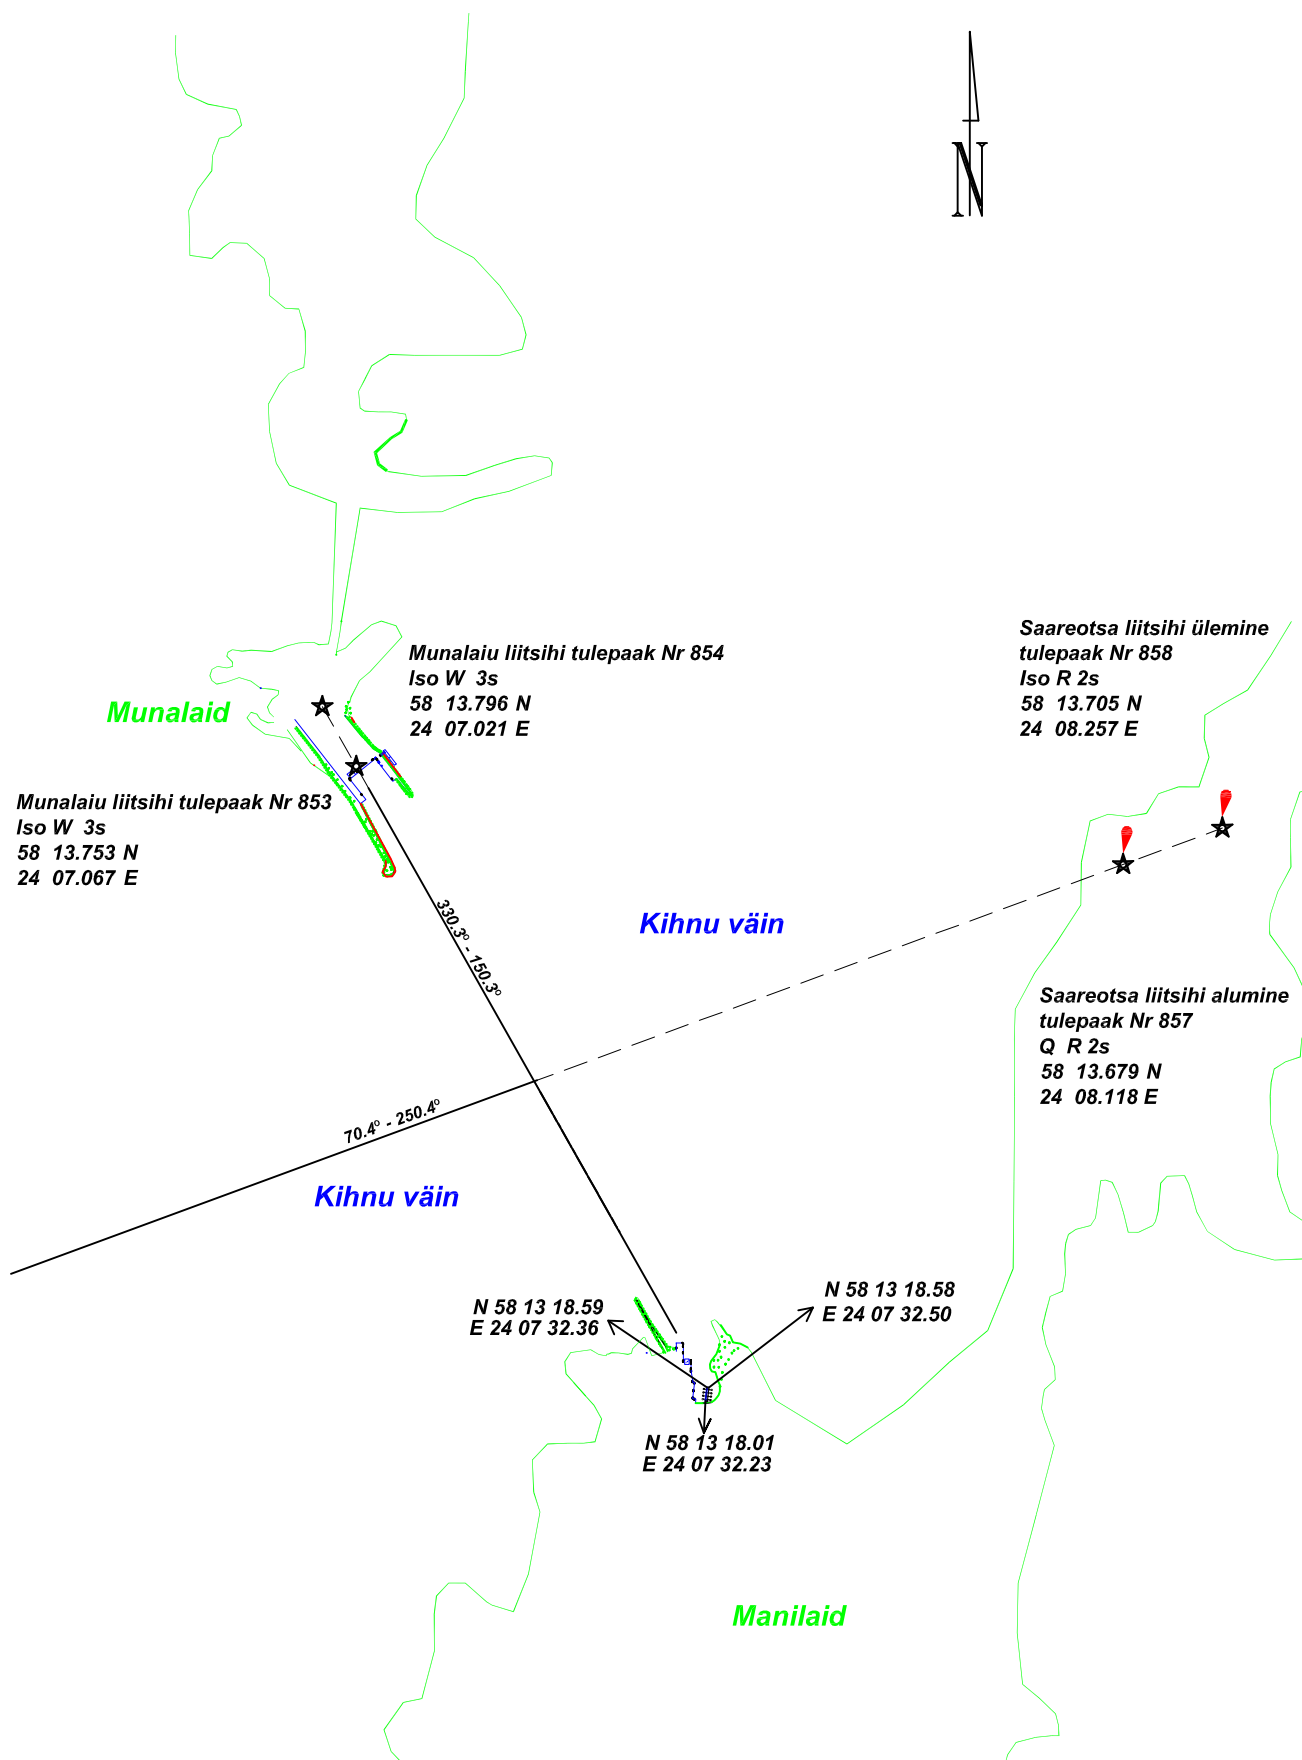 N
Saareotsa liitsihi ülemine
tulepaak Nr 858
Iso R 2s
58 13.705 N
24 08.257 E
Munalaiu liitsihi tulepaak Nr 854
Iso W 3s
58 13.796 N
24 07.021 E
Munalaid
Munalaiu liitsihi tulepaak Nr 853
Iso W 3s
58 13.753 N
24 07.067 E
Kihnu väin
330.3° - 150.3°
Saareotsa liitsihi alumine
tulepaak Nr 857
Q R 2s
58 13.679 N
24 08.118 E
70.4° - 250.4°
Kihnu väin
N 58 13 18.59
E 24 07 32.36
N 58 13 18.58
E 24 07 32.50
N 58 13 18.01
E 24 07 32.23
Manilaid